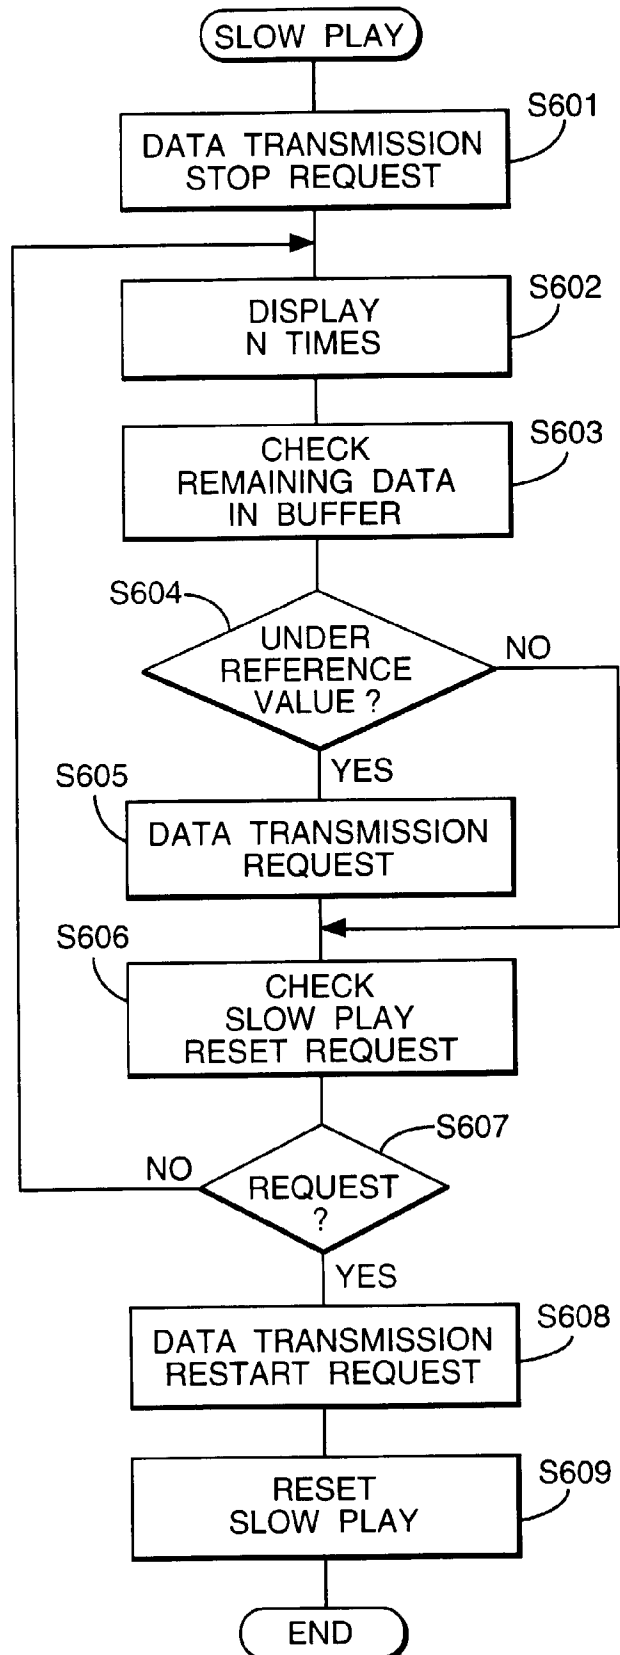 SLOW PLAY
S601
DATA TRANSMISSION
STOP REQUEST
S602
DISPLAY
N TIMES
S603
CHECK
REMAINING DATA
IN BUFFER
S604
UNDER
REFERENCE
VALUE ?
NO
YES
S605
DATA TRANSMISSION
REQUEST
S606
CHECK
SLOW PLAY
RESET REQUEST
S607
NO
REQUEST
?
YES
S608
DATA TRANSMISSION
RESTART REQUEST
S609
RESET
SLOW PLAY
END